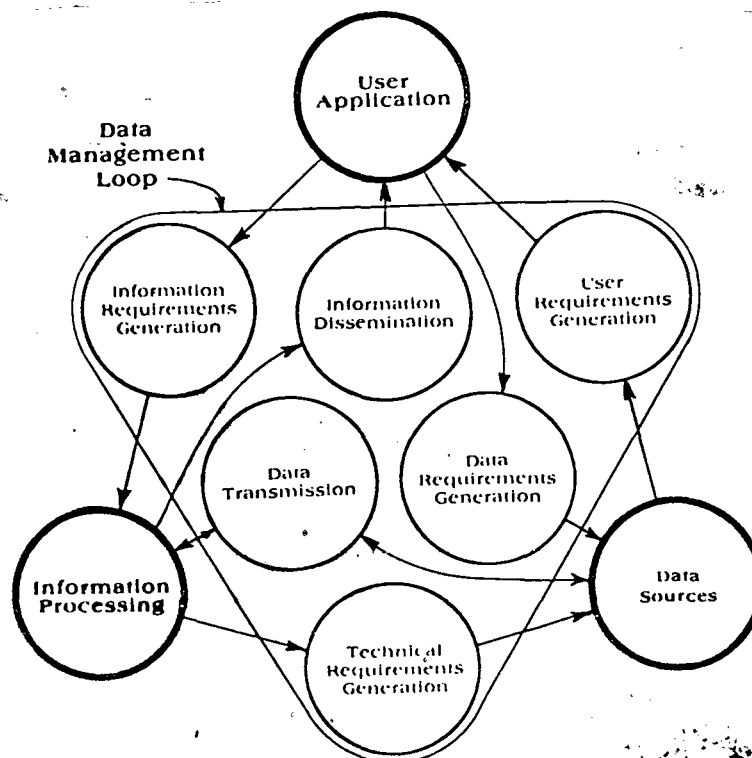 User
Application
Data
Management
Loop
Information
Requirements
Generation
Information
Dissemination
User
Requirements
Generation
Data
Transmission
Data
Requirements
Generation
Information
Processing
Data
Sources
Technical
Requirements
Generation